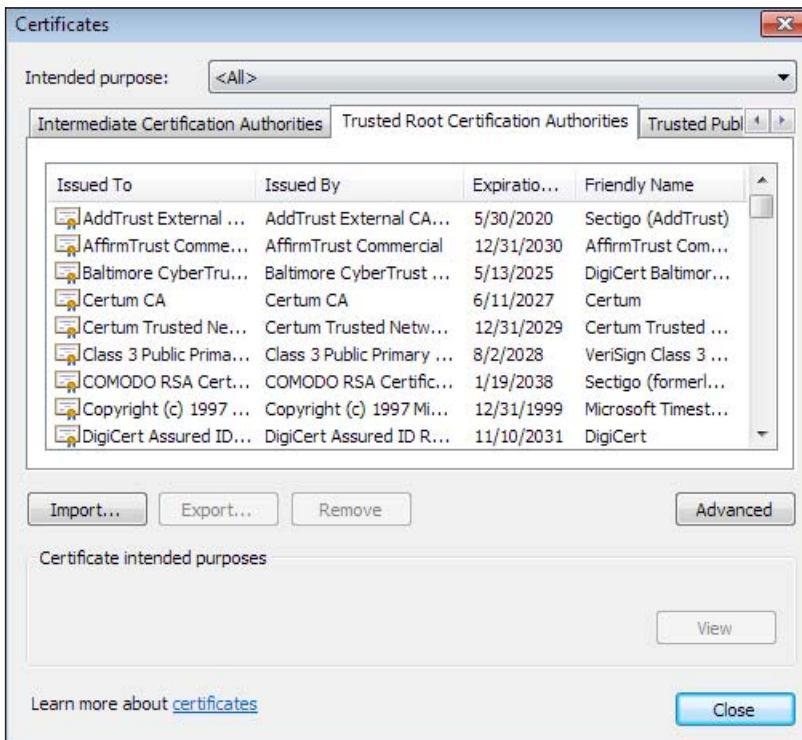 Certificates
Intended purpose: <All>
Intermediate Certification Authorities Trusted Root Certification Authorities Trusted Publ
Issued To Issued By Expiratio... Friendly Name
AddTrust External ... AddTrust External CA... 5/30/2020 Sectigo (AddTrust)
AffirmTrust Comme... AffirmTrust Commercial 12/31/2030 AffirmTrust Com...
Baltimore CyberTru... Baltimore CyberTrust ... 5/13/2025 DigiCert Baltimor...
Certum CA Certum CA 6/11/2027 Certum
Certum Trusted Ne... Certum Trusted Netw... 12/31/2029 Certum Trusted ...
Class 3 Public Prima... Class 3 Public Primary ... 8/2/2028 VeriSign Class 3 ...
COMODO RSA Cert... COMODO RSA Certific... 1/19/2038 Sectigo (formerl...
Copyright (c) 1997 ... Copyright (c) 1997 Mi... 12/31/1999 Microsoft Timest...
DigiCert Assured ID... DigiCert Assured ID R... 11/10/2031 DigiCert
Import... Export... Remove Advanced
Certificate intended purposes
View
Learn more about certificates
Close